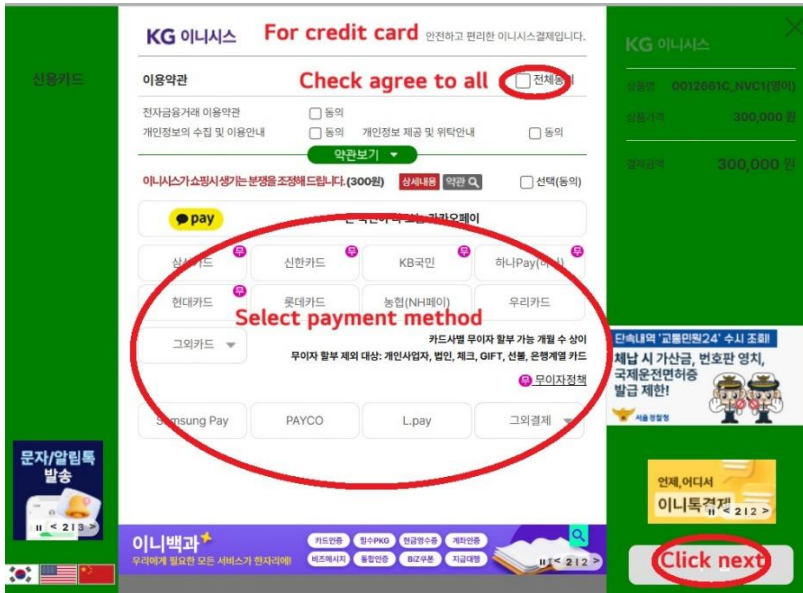 KG 이니시스
For credit card
안전하고 편리한 이니시스결제입니다.
신용카드
이용약관
Check agree to all
전체동의
전자금융거래 이용약관
동의
개인정보의 수집 및 이용안내
동의
개인정보 제공 및 위탁안내
동의
약관보기
이니시스가 쇼핑시 생기는 분쟁을 조정해 드립니다. (300원)
상세내용
약관
선택(동의)
pay
카카오페이
무
무
무
무
신한카드
KB국민
무
현대카드
롯데카드
농협(NH페이)
우리카드
Select payment method
그외카드
카드사별 무이자 할부 가능 개월 수 상이
무이자 할부 제외 대상: 개인사업자, 법인, 체크, GIFT, 선불, 은행계열 카드
무 무이자정책
Samsung Pay
PAYCO
L.pay
그외결제
문자/알림톡
발송
2 | 3
이니백과
우리에게 필요한 모든 서비스가 한자리에!
카드인증
필수PKG
현금영수증
계좌인증
비즈메시지
통합인증
BIZ쿠폰
지급대행
2 | 2
KG 이니시스
상품명
0012661C_NVC1(영어)
상품가격
300,000 원
결제금액
300,000 원
단속내역 '교통민원24' 수시 조회!
체납 시 가산금, 번호판 영치,
국제운전면허증
발급 제한!
서울경찰청
언제,어디서
이니톡결제
2 | 2
Click next